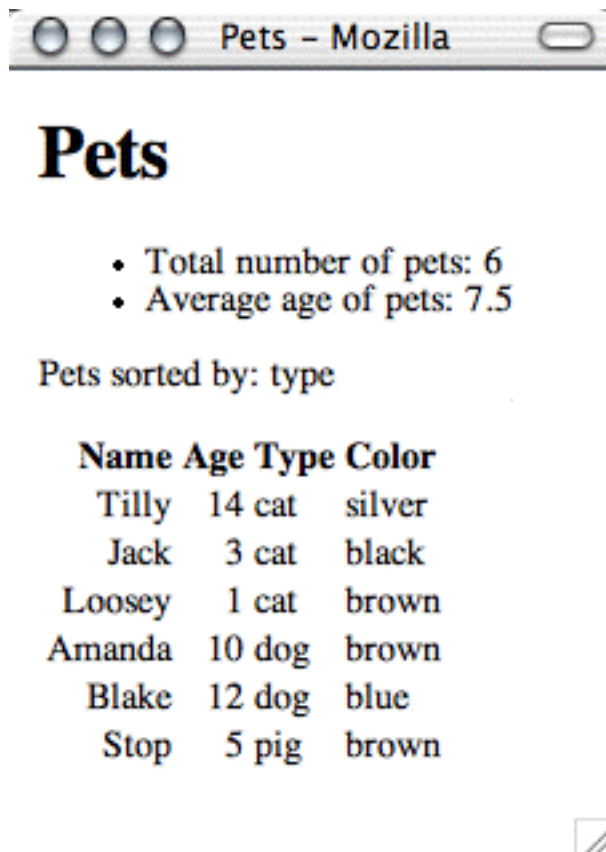 Pets – Mozilla
Pets
• Total number of pets: 6
• Average age of pets: 7.5
Pets sorted by: type
Name Age Type Color
Tilly 14 cat silver
Jack 3 cat black
Loosey 1 cat brown
Amanda 10 dog brown
Blake 12 dog blue
Stop 5 pig brown